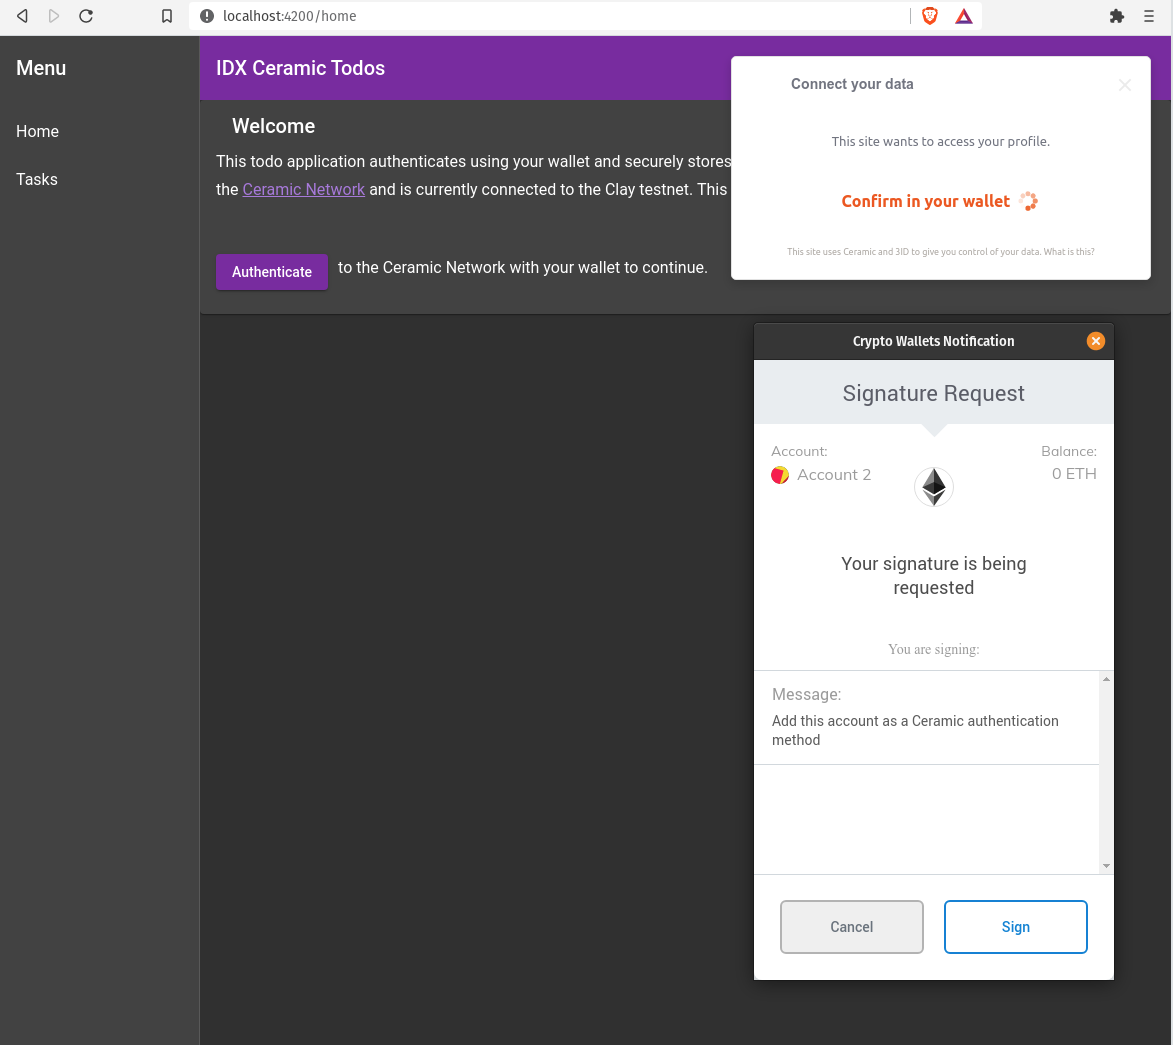 localhost:4200/home
Menu
Home
Tasks
IDX Ceramic Todos
Welcome
This todo application authenticates using your wallet and securely stores
the Ceramic Network and is currently connected to the Clay testnet. This
Authenticate to the Ceramic Network with your wallet to continue.
Connect your data
This site wants to access your profile.
Confirm in your wallet
This site uses Ceramic and 3ID to give you control of your data. What is this?
Crypto Wallets Notification
Signature Request
Account:
Account 2
Balance:
0 ETH
Your signature is being
requested
You are signing:
Message:
Add this account as a Ceramic authentication
method
Cancel
Sign